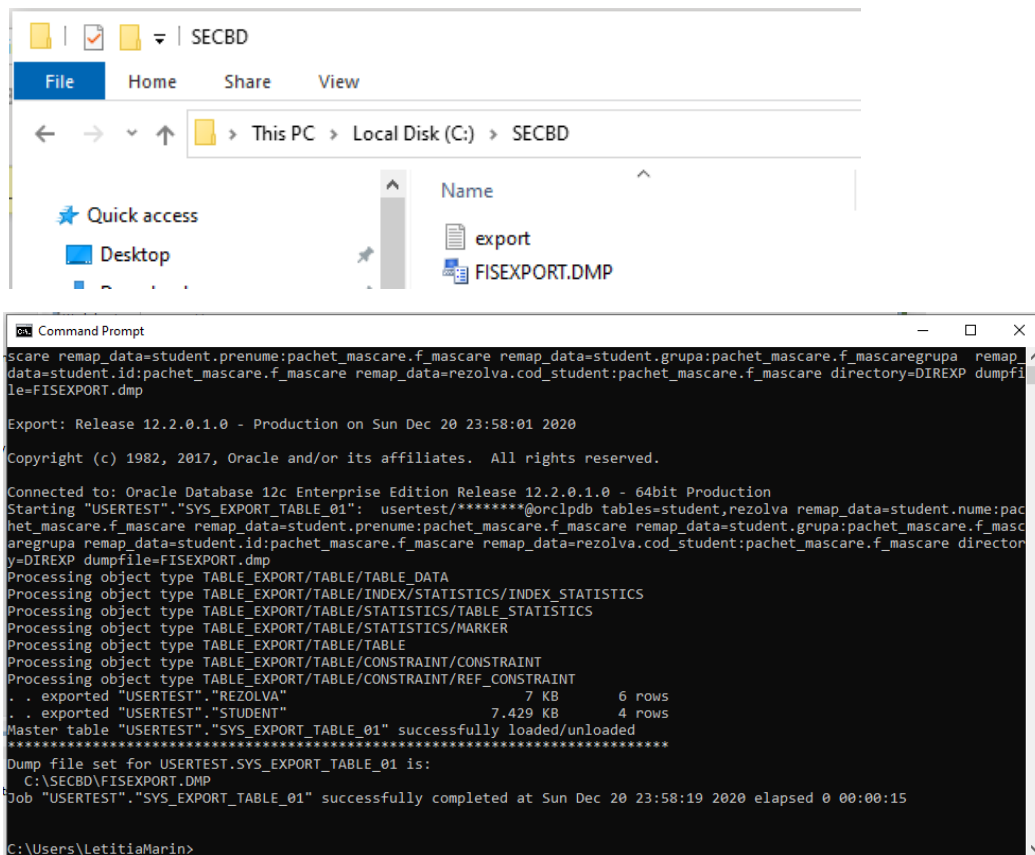 SECBD
File Home Share View
This PC > Local Disk (C:) > SECBD
Name
Quick access
export
Desktop
FISEXPORT.DMP
Command Prompt
scare remap_data=student.prenume:pachet_mascare.f_mascare remap_data=student.grupa:pachet_mascare.f_mascaregrupa  remap_
data=student.id:pachet_mascare.f_mascare remap_data=rezolva.cod_student:pachet_mascare.f_mascare directory=DIREXP dumpfi
le=FISEXPORT.dmp
Export: Release 12.2.0.1.0 - Production on Sun Dec 20 23:58:01 2020
Copyright (c) 1982, 2017, Oracle and/or its affiliates.  All rights reserved.
Connected to: Oracle Database 12c Enterprise Edition Release 12.2.0.1.0 - 64bit Production
Starting "USERTEST"."SYS_EXPORT_TABLE_01":  usertest/********@orclpdb tables=student,rezolva remap_data=student.nume:pac
het_mascare.f_mascare remap_data=student.prenume:pachet_mascare.f_mascare remap_data=student.grupa:pachet_mascare.f_masc
aregrupa remap_data=student.id:pachet_mascare.f_mascare remap_data=rezolva.cod_student:pachet_mascare.f_mascare director
y=DIREXP dumpfile=FISEXPORT.dmp
Processing object type TABLE_EXPORT/TABLE/TABLE_DATA
Processing object type TABLE_EXPORT/TABLE/INDEX/STATISTICS/INDEX_STATISTICS
Processing object type TABLE_EXPORT/TABLE/STATISTICS/TABLE_STATISTICS
Processing object type TABLE_EXPORT/TABLE/STATISTICS/MARKER
Processing object type TABLE_EXPORT/TABLE/TABLE
Processing object type TABLE_EXPORT/TABLE/CONSTRAINT/CONSTRAINT
Processing object type TABLE_EXPORT/TABLE/CONSTRAINT/REF_CONSTRAINT
. . exported "USERTEST"."REZOLVA" 7 KB 6 rows
. . exported "USERTEST"."STUDENT" 7.429 KB 4 rows
Master table "USERTEST"."SYS_EXPORT_TABLE_01" successfully loaded/unloaded
******************************************************************************
Dump file set for USERTEST.SYS_EXPORT_TABLE_01 is:
C:\SECBD\FISEXPORT.DMP
Job "USERTEST"."SYS_EXPORT_TABLE_01" successfully completed at Sun Dec 20 23:58:19 2020 elapsed 0 00:00:15
C:\Users\LetitiaMarin>